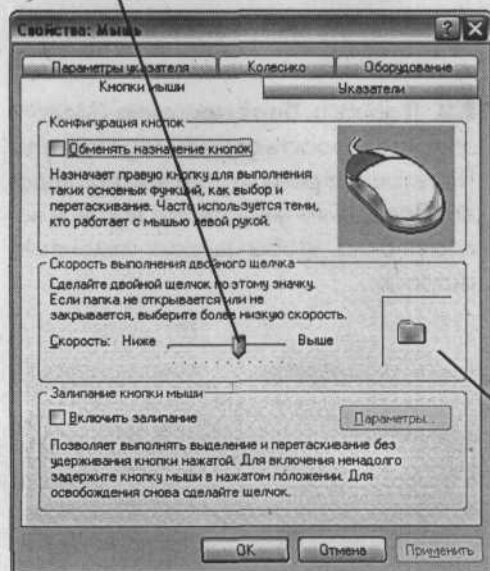 Свойства: Мышь
Параметры указателя Колесико Оборудование
Кнопки мыши Указатели
Конфигурация кнопок
Обменять назначение кнопок
Назначает правую кнопку для выполнения
таких основных функций, как выбор и
перетаскивание. Часто используется теми,
кто работает с мышью левой рукой.
Скорость выполнения двойного щелчка
Сделайте двойной щелчок по этому значку.
Если папка не открывается или не
закрывается, выберите более низкую скорость.
Скорость: Ниже Выше
Залипание кнопки мыши
Включить залипание Параметры...
Позволяет выполнять выделение и перетаскивание без
удерживания кнопки нажатой. Для включения ненадолго
задержите кнопку мыши в нажатом положении. Для
освобождения снова сделайте щелчок.
OK Отмена Применить